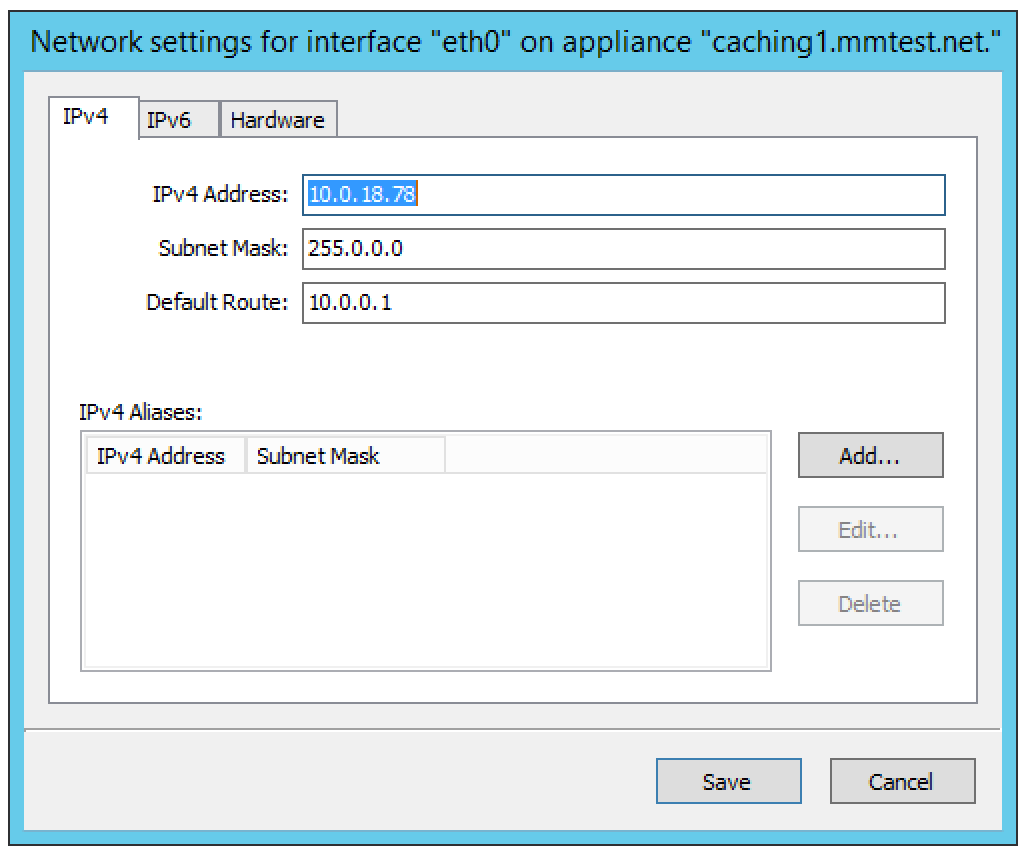 Network settings for interface "eth0" on appliance "caching1.mmtest.net."
IPv4 IPv6 Hardware
IPv4 Address: 10.0.18.78
Subnet Mask: 255.0.0.0
Default Route: 10.0.0.1
IPv4 Aliases:
IPv4 Address Subnet Mask
Add...
Edit...
Delete
Save Cancel